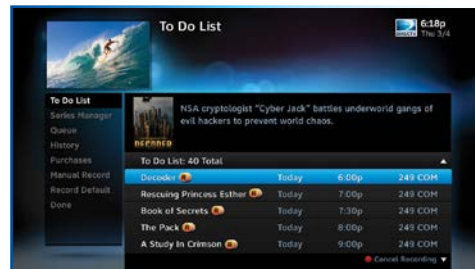 To Do List
DIRECTV
6:18p
Thu 3/4
To Do List
Series Manager
Queue
History
Purchases
Manual Record
Record Default
Done
DECODER
NSA cryptologist "Cyber Jack" battles underworld gangs of
evil hackers to prevent world chaos.
To Do List: 40 Total
Decoder Today 6:00p 249 COM
Rescuing Princess Esther Today 7:00p 249 COM
Book of Secrets Today 7:30p 249 COM
The Pack Today 8:00p 249 COM
A Study In Crimson Today 9:00p 249 COM
Cancel Recording